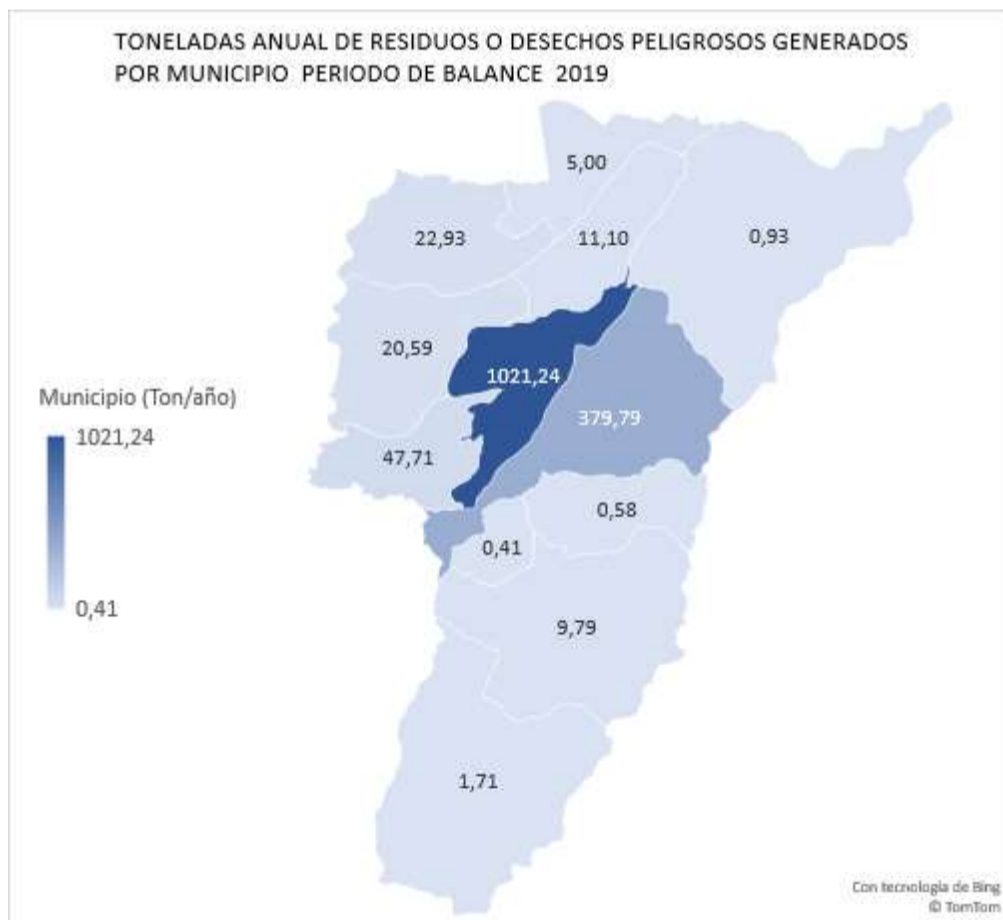 TONELADAS ANUAL DE RESIDUOS O DESECHOS PELIGROSOS GENERADOS
POR MUNICIPIO PERIODO DE BALANCE 2019
5,00
22,93
11,10
0,93
20,59
1021,24
379,79
Municipio (Ton/año)
1021,24
47,71
0,58
0,41
0,41
9,79
1,71
Con tecnología de Bing
© TomTom